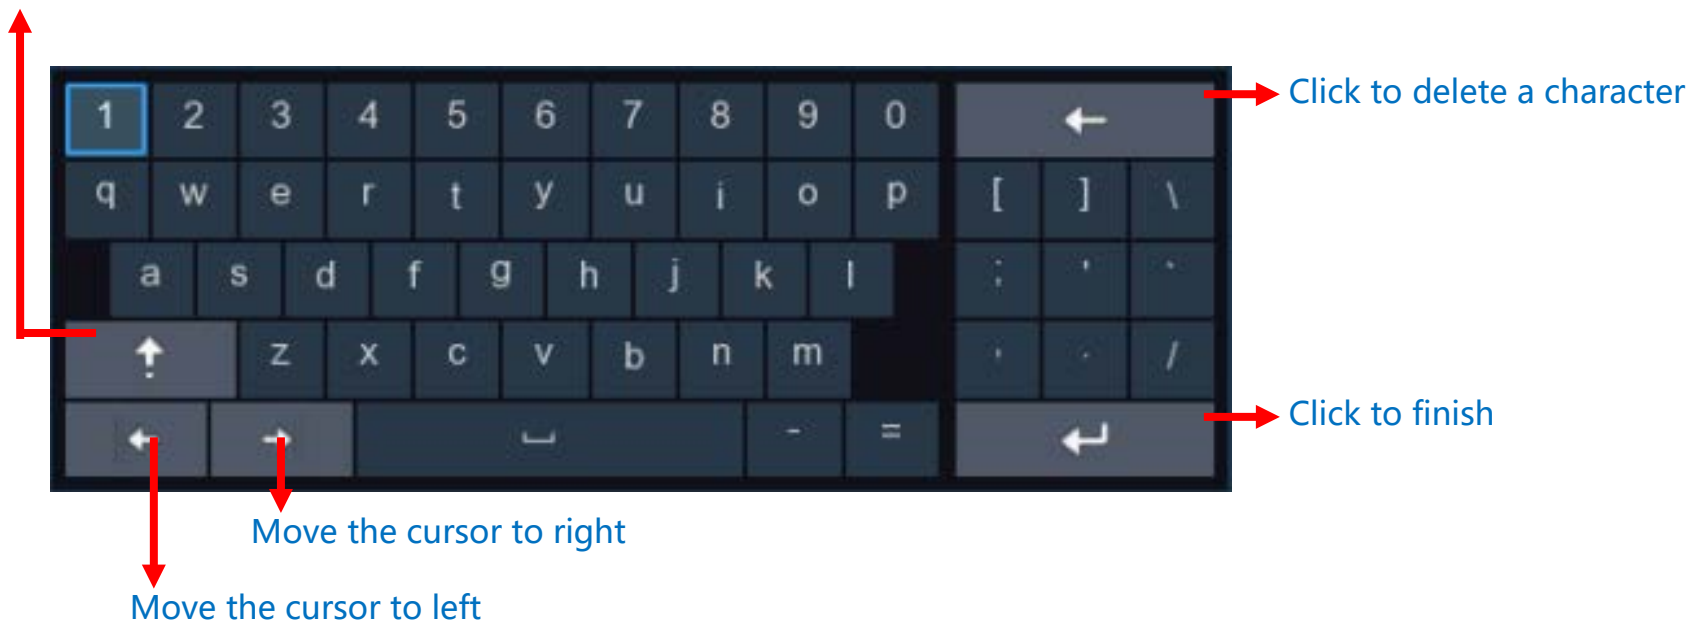 Click to delete a character
1 2 3 4 5 6 7 8 9 0
q w e r t y u i o p [ ] \
a s d f g h j k l ; ' `
z x c v b n m /
- =
Click to finish
Move the cursor to right
Move the cursor to left